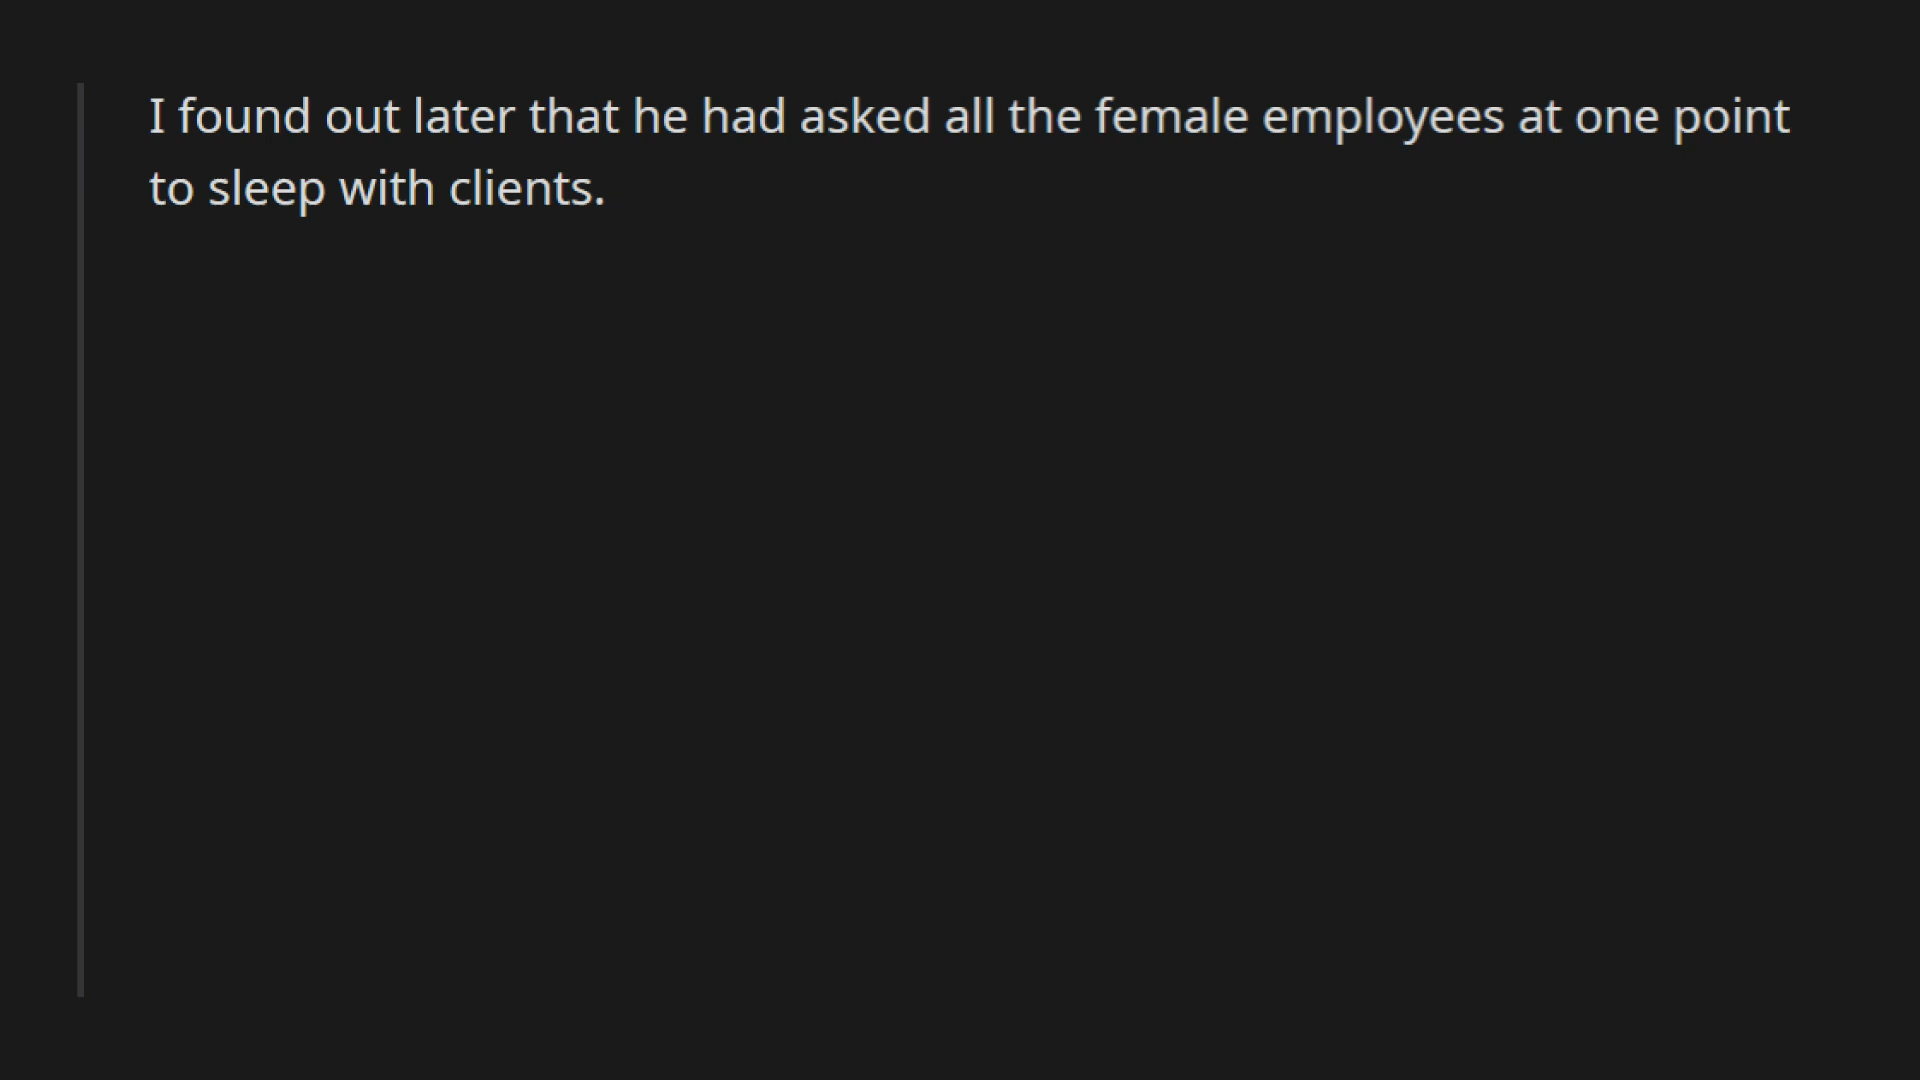 I found out later that he had asked all the female employees at one point
to sleep with clients.